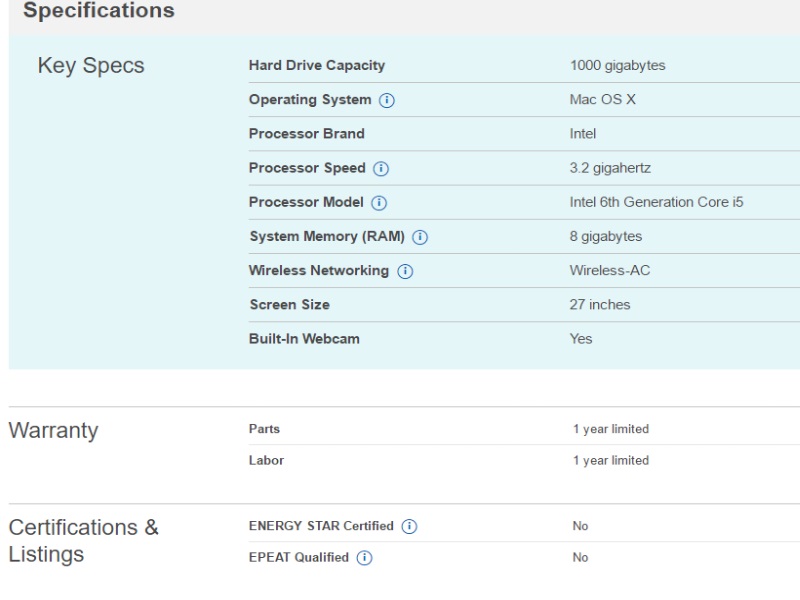 Specifications
Key Specs
Hard Drive Capacity 1000 gigabytes
Operating System Mac OS X
Processor Brand Intel
Processor Speed 3.2 gigahertz
Processor Model Intel 6th Generation Core i5
System Memory (RAM) 8 gigabytes
Wireless Networking Wireless-AC
Screen Size 27 inches
Built-In Webcam Yes
Warranty
Parts 1 year limited
Labor 1 year limited
Certifications &
Listings
ENERGY STAR Certified No
EPEAT Qualified No